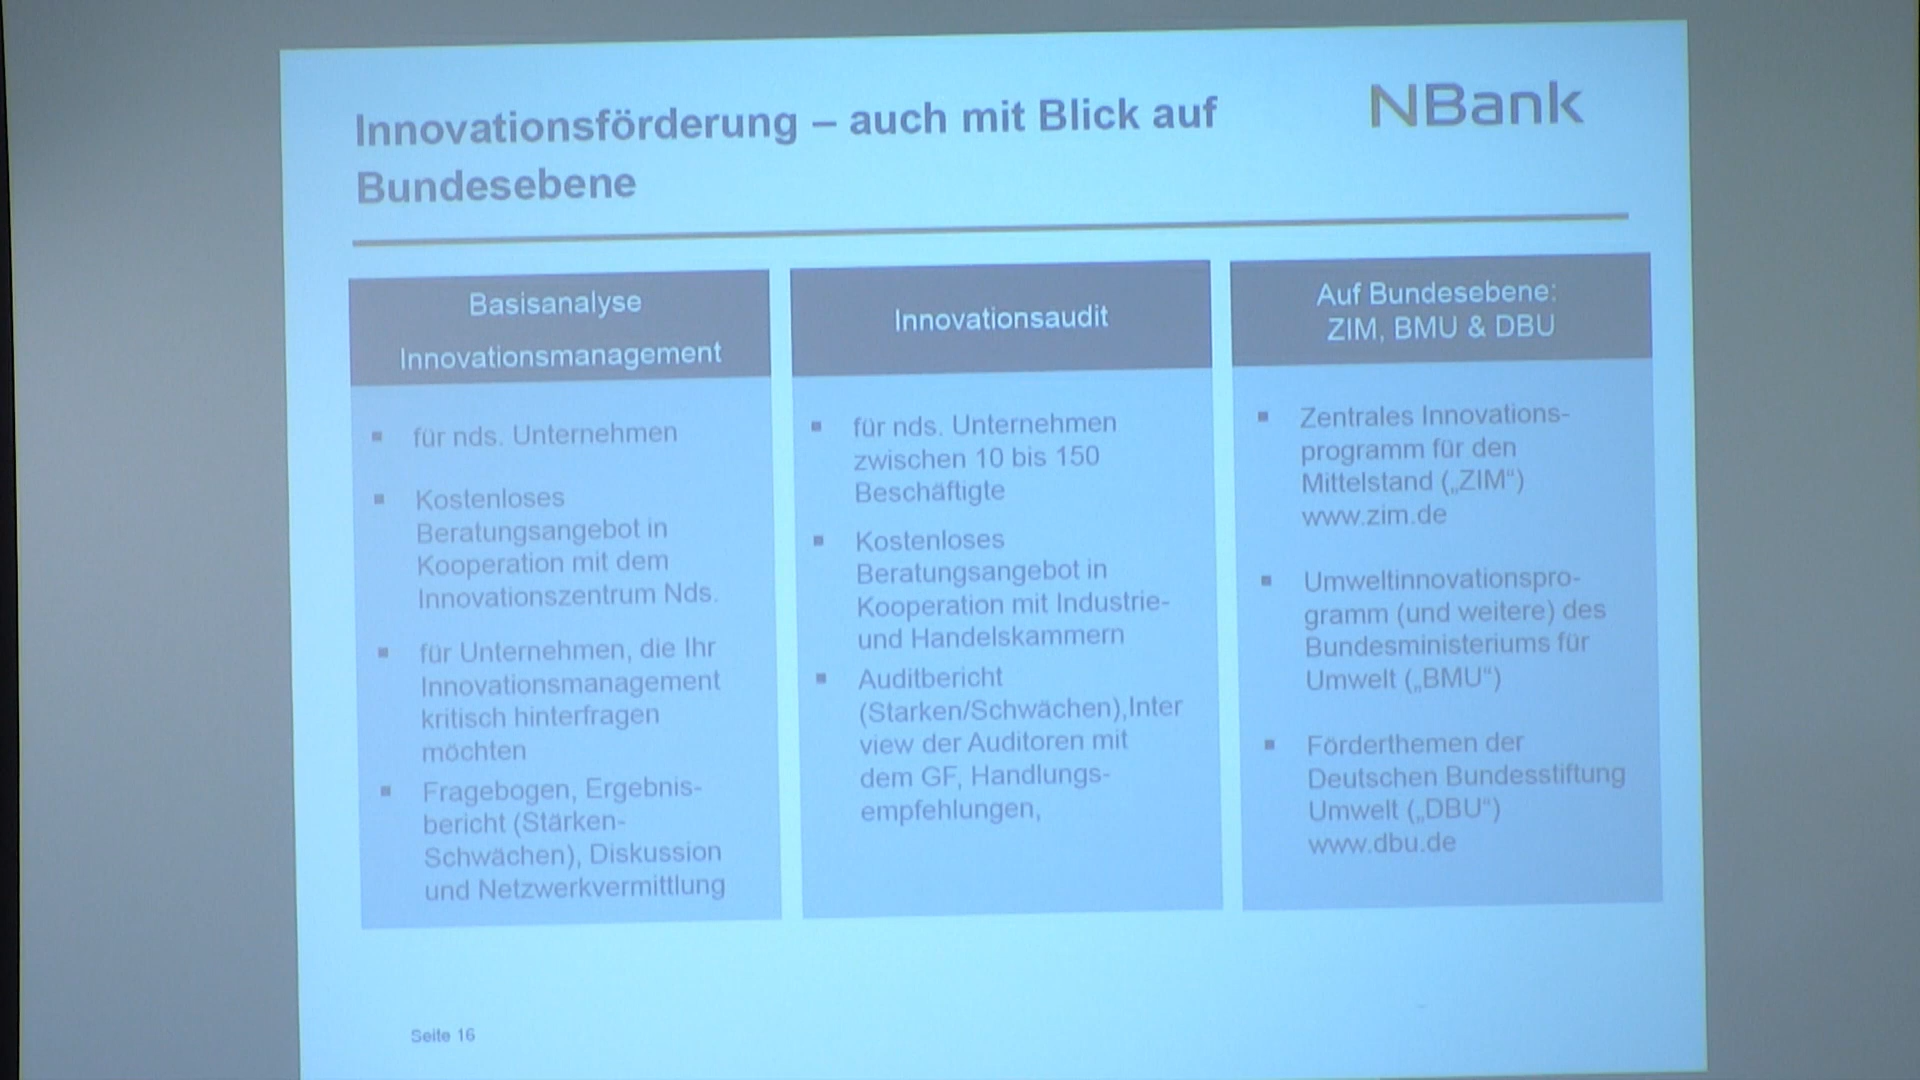 Innovationsförderung – auch mit Blick auf
Bundesebene
NBank
Basisanalyse
Innovationsmanagement
für nds. Unternehmen
Kostenloses
Beratungsangebot in
Kooperation mit dem
Innovationszentrum Nds.
für Unternehmen, die Ihr
Innovationsmanagement
kritisch hinterfragen
möchten
Fragebogen, Ergebnis-
bericht (Stärken-
Schwächen), Diskussion
und Netzwerkvermittlung
Innovationsaudit
für nds. Unternehmen
zwischen 10 bis 150
Beschäftigte
Kostenloses
Beratungsangebot in
Kooperation mit Industrie-
und Handelskammern
Auditbericht
(Starken/Schwächen),Inter
view der Auditoren mit
dem GF, Handlungs-
empfehlungen,
Auf Bundesebene:
ZIM, BMU & DBU
Zentrales Innovations-
programm für den
Mittelstand („ZIM“)
www.zim.de
Umweltinnovationspro-
gramm (und weitere) des
Bundesministeriums für
Umwelt („BMU“)
Förderthemen der
Deutschen Bundesstiftung
Umwelt („DBU“)
www.dbu.de
Seite 16